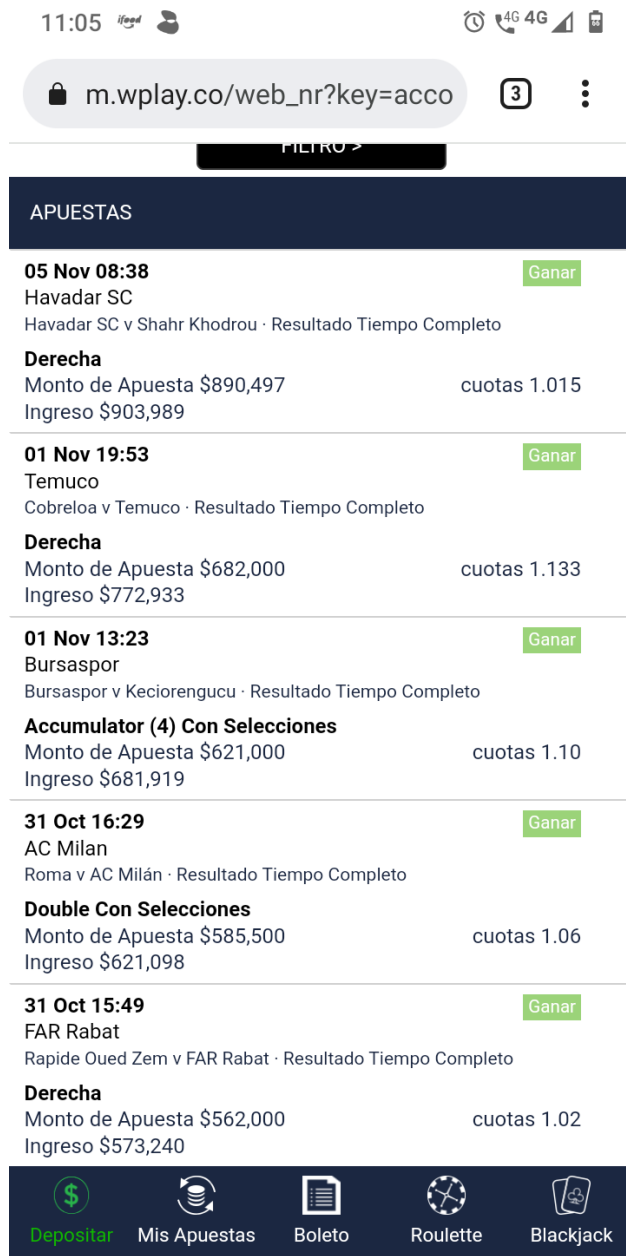 11:05 ifood 4G 4G
m.wplay.co/web_nr?key=acco 3
FILTRO >
APUESTAS
05 Nov 08:38 Ganar
Havadar SC
Havadar SC v Shahr Khodrou · Resultado Tiempo Completo
Derecha
Monto de Apuesta $890,497 cuotas 1.015
Ingreso $903,989
01 Nov 19:53 Ganar
Temuco
Cobreloa v Temuco · Resultado Tiempo Completo
Derecha
Monto de Apuesta $682,000 cuotas 1.133
Ingreso $772,933
01 Nov 13:23 Ganar
Bursaspor
Bursaspor v Keciorengucu · Resultado Tiempo Completo
Accumulator (4) Con Selecciones
Monto de Apuesta $621,000 cuotas 1.10
Ingreso $681,919
31 Oct 16:29 Ganar
AC Milan
Roma v AC Milán · Resultado Tiempo Completo
Double Con Selecciones
Monto de Apuesta $585,500 cuotas 1.06
Ingreso $621,098
31 Oct 15:49 Ganar
FAR Rabat
Rapide Oued Zem v FAR Rabat · Resultado Tiempo Completo
Derecha
Monto de Apuesta $562,000 cuotas 1.02
Ingreso $573,240
Depositar Mis Apuestas Boleto Roulette Blackjack